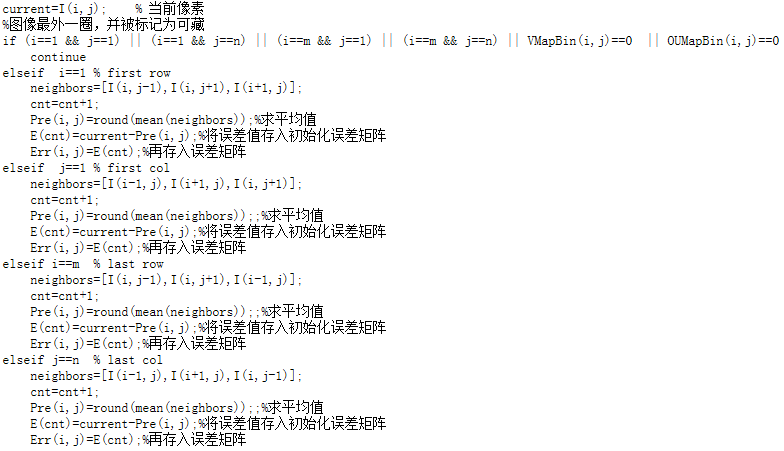 current=I(i,j);    % 当前像素
%图像最外一圈，并被标记为可藏
if (i==1 && j==1) || (i==1 && j==n) || (i==m && j==1) || (i==m && j==n) || VMapBin(i,j)==0  || OUMapBin(i,j)==0
    continue
elseif  i==1 % first row
    neighbors=[I(i,j-1),I(i,j+1),I(i+1,j)];
    cnt=cnt+1;
    Pre(i,j)=round(mean(neighbors));%求平均值
    E(cnt)=current-Pre(i,j);%将误差值存入初始化误差矩阵
    Err(i,j)=E(cnt);%再存入误差矩阵
elseif  j==1 % first col
    neighbors=[I(i-1,j),I(i+1,j),I(i,j+1)];
    cnt=cnt+1;
    Pre(i,j)=round(mean(neighbors));;%求平均值
    E(cnt)=current-Pre(i,j);%将误差值存入初始化误差矩阵
    Err(i,j)=E(cnt);%再存入误差矩阵
elseif i==m  % last row
    neighbors=[I(i,j-1),I(i,j+1),I(i-1,j)];
    cnt=cnt+1;
    Pre(i,j)=round(mean(neighbors));;%求平均值
    E(cnt)=current-Pre(i,j);%将误差值存入初始化误差矩阵
    Err(i,j)=E(cnt);%再存入误差矩阵
elseif j==n  % last col
    neighbors=[I(i-1,j),I(i+1,j),I(i,j-1)];
    cnt=cnt+1;
    Pre(i,j)=round(mean(neighbors));;%求平均值
    E(cnt)=current-Pre(i,j);%将误差值存入初始化误差矩阵
    Err(i,j)=E(cnt);%再存入误差矩阵